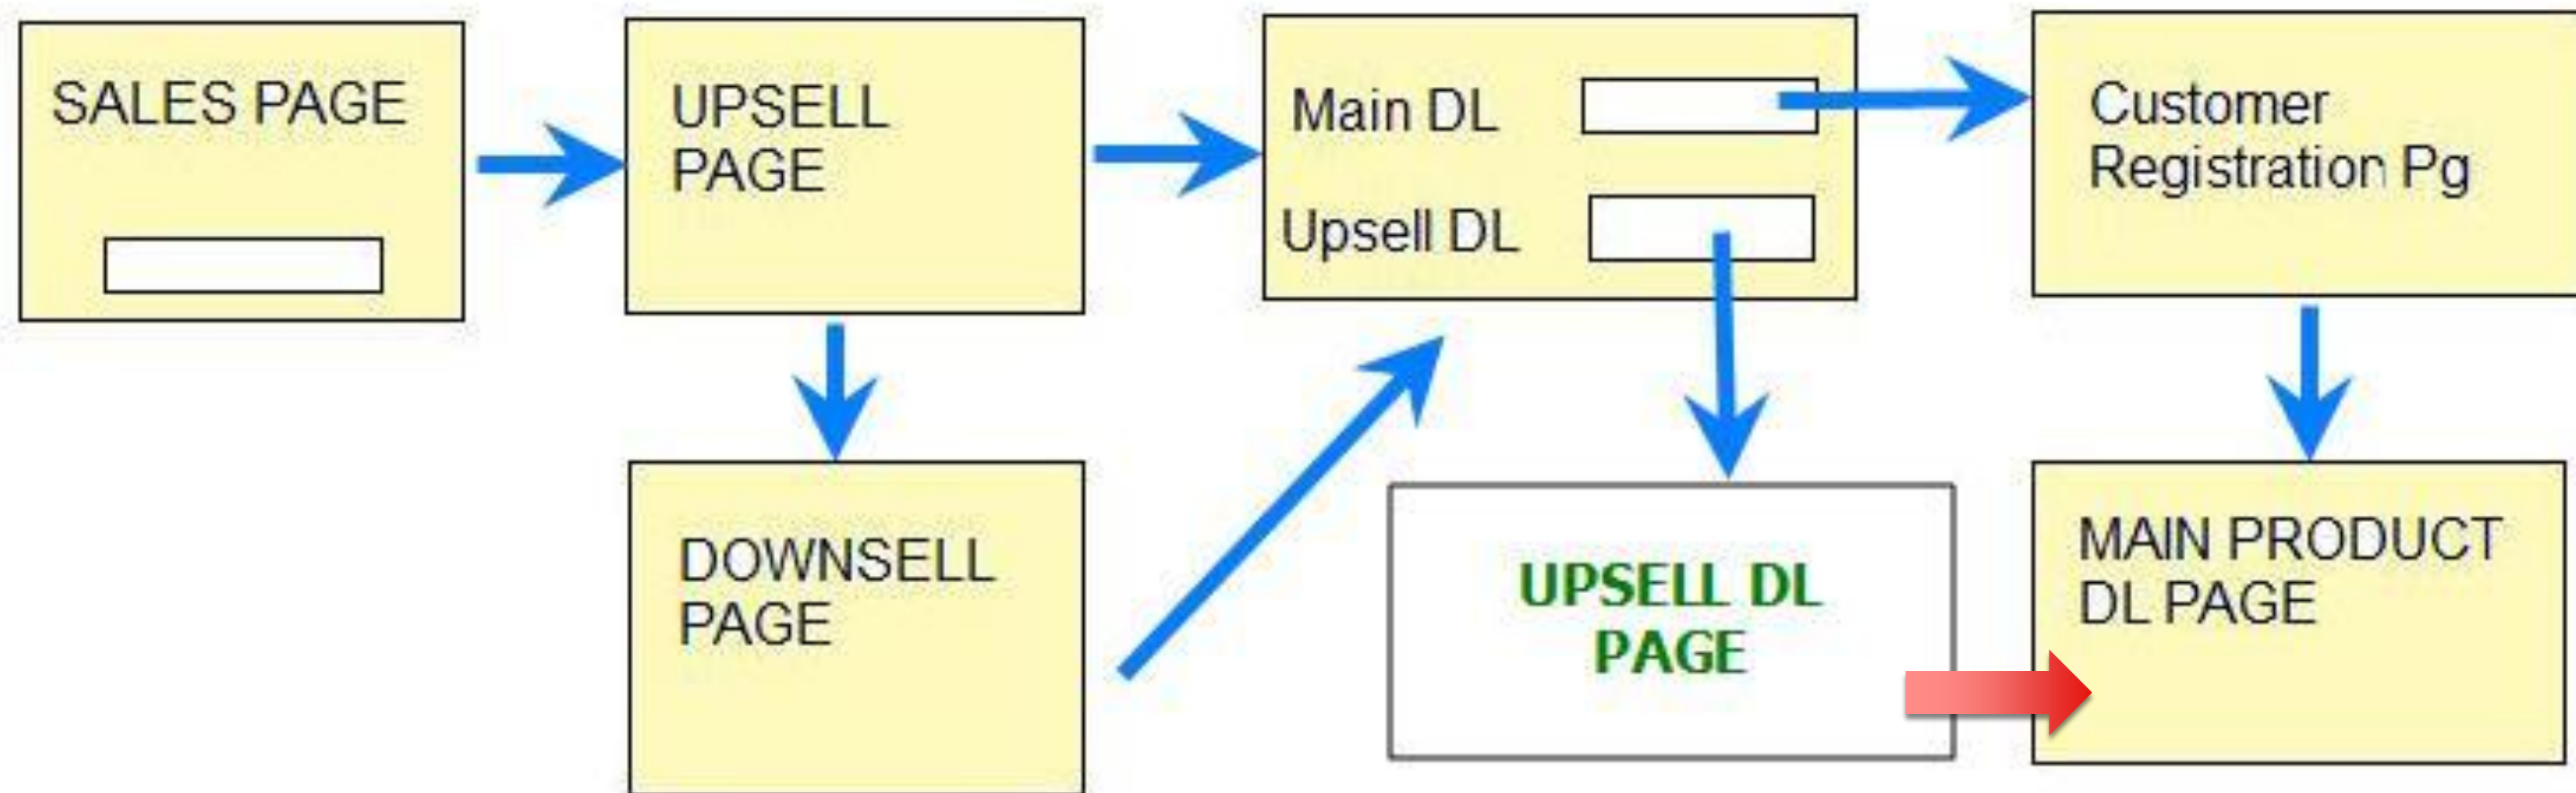 SALES PAGE
UPSELL
PAGE
Main DL
Upsell DL
Customer
Registration Pg
DOWNSELL
PAGE
UPSELL DL
PAGE
MAIN PRODUCT
DL PAGE